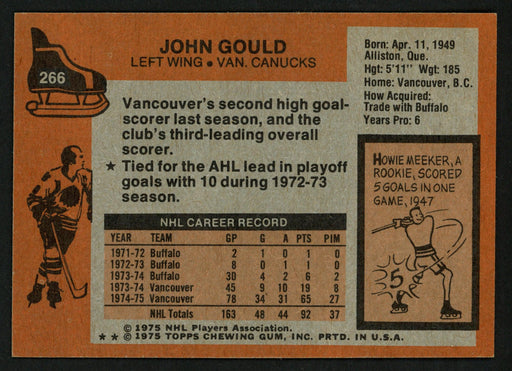 266
JOHN GOULD
LEFT WING • VAN. CANUCKS
Born: Apr. 11, 1949
Alliston, Que.
Hgt: 5'11" Wgt: 185
Home: Vancouver, B.C.
How Acquired:
Trade with Buffalo
Years Pro: 6
Vancouver's second high goal-
scorer last season, and the
club's third-leading overall
scorer.
★ Tied for the AHL lead in playoff
goals with 10 during 1972-73
season.
HOWIE MEEKER, A
ROOKIE, SCORED
5 GOALS IN ONE
GAME, 1947
5
NHL CAREER RECORD
YEAR TEAM GP G A PTS PIM
1971-72 Buffalo 2 1 0 1 0
1972-73 Buffalo 8 0 1 1 0
1973-74 Buffalo 30 4 2 6 2
1973-74 Vancouver 45 9 10 19 8
1974-75 Vancouver 78 34 31 65 27
NHL Totals 163 48 44 92 37
© 1975 NHL Players Association.
★ ★ © 1975 TOPPS CHEWING GUM, INC. PRTD. IN U.S.A.